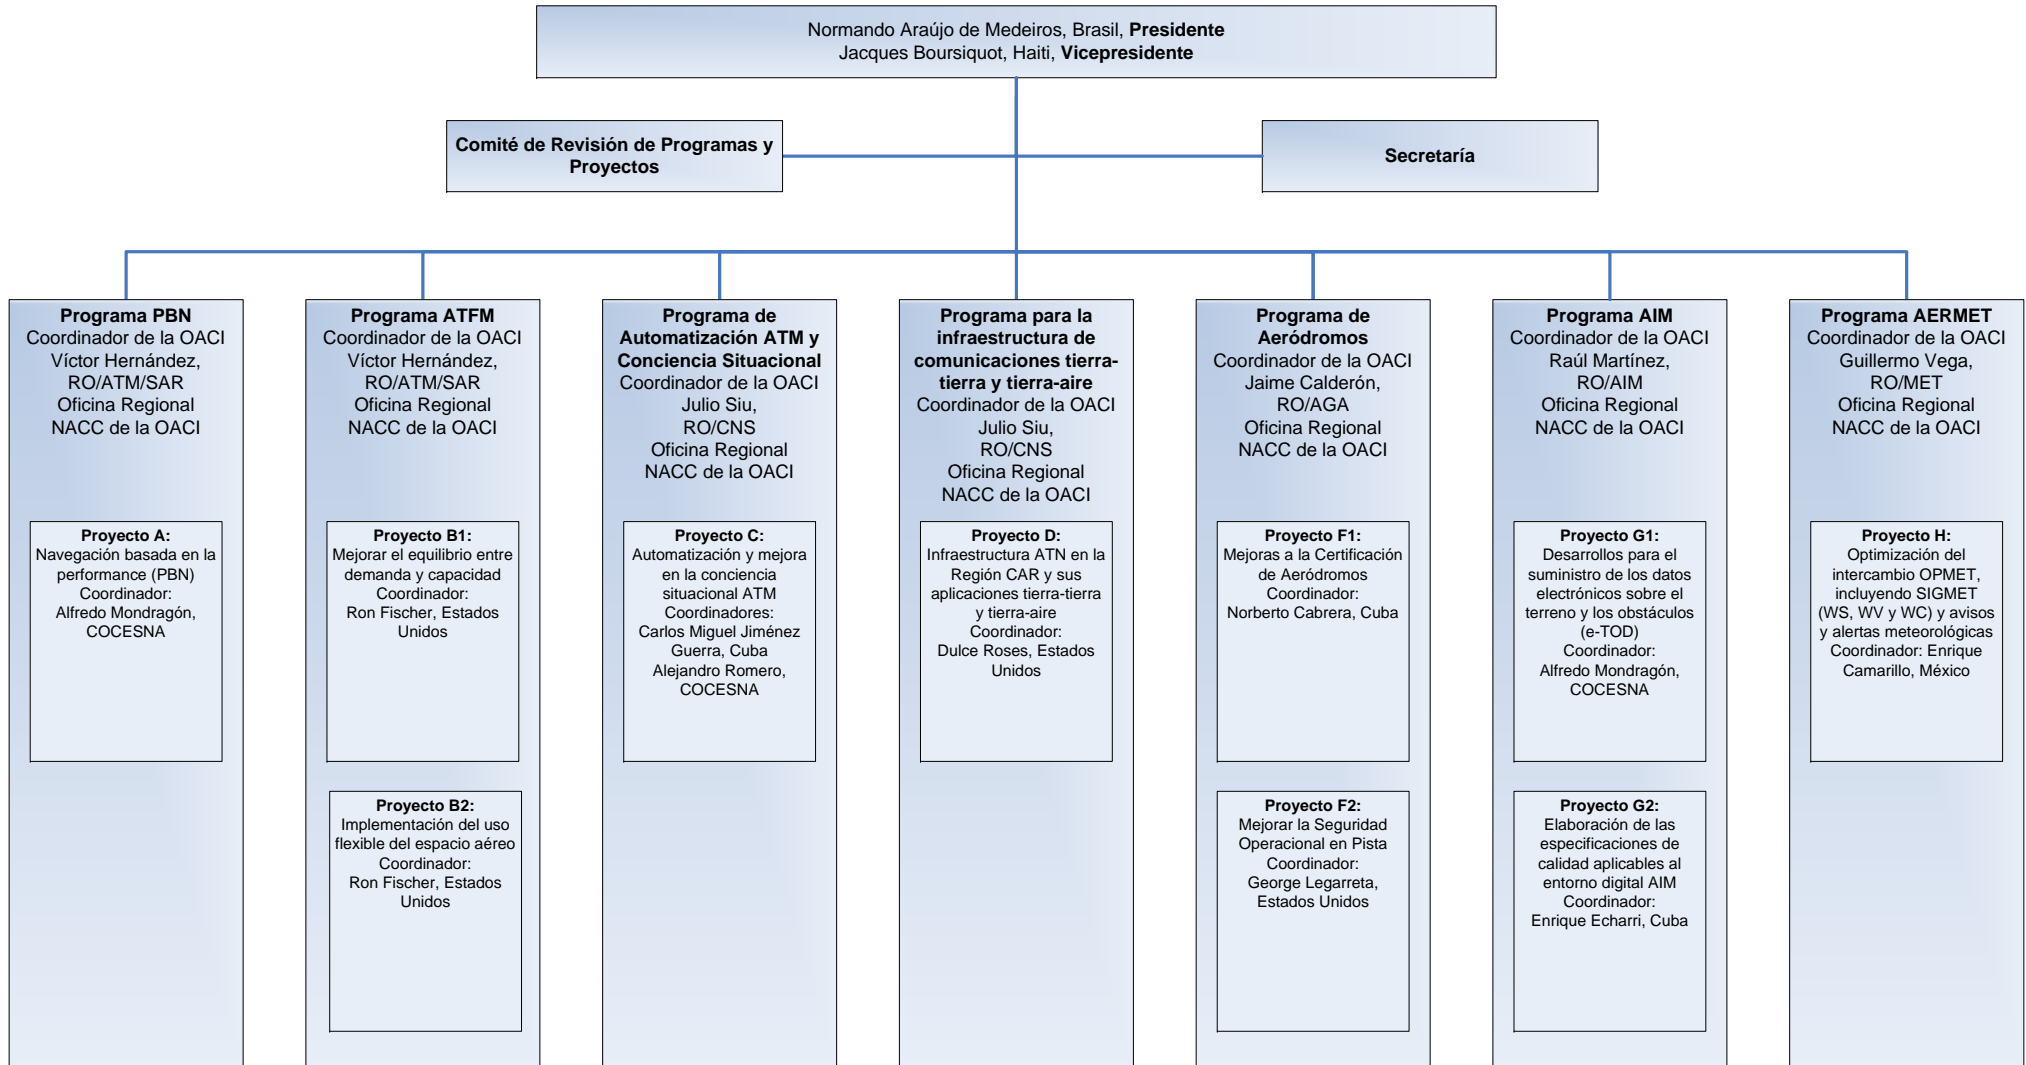 Normando Araújo de Medeiros, Brasil, Presidente
Jacques Boursiquot, Haiti, Vicepresidente
Comité de Revisión de Programas y
Proyectos
Secretaría
Programa PBN
Coordinador de la OACI
Víctor Hernández,
RO/ATM/SAR
Oficina Regional
NACC de la OACI
Proyecto A:
Navegación basada en la
performance (PBN)
Coordinador:
Alfredo Mondragón,
COCESNA
Programa ATFM
Coordinador de la OACI
Víctor Hernández,
RO/ATM/SAR
Oficina Regional
NACC de la OACI
Proyecto B1:
Mejorar el equilibrio entre
demanda y capacidad
Coordinador:
Ron Fischer, Estados
Unidos
Proyecto B2:
Implementación del uso
flexible del espacio aéreo
Coordinador:
Ron Fischer, Estados
Unidos
Programa de
Automatización ATM y
Conciencia Situacional
Coordinador de la OACI
Julio Siu,
RO/CNS
Oficina Regional
NACC de la OACI
Proyecto C:
Automatización y mejora
en la conciencia
situacional ATM
Coordinadores:
Carlos Miguel Jiménez
Guerra, Cuba
Alejandro Romero,
COCESNA
Programa para la
infraestructura de
comunicaciones tierra-
tierra y tierra-aire
Coordinador de la OACI
Julio Siu,
RO/CNS
Oficina Regional
NACC de la OACI
Proyecto D:
Infraestructura ATN en la
Región CAR y sus
aplicaciones tierra-tierra
y tierra-aire
Coordinador:
Dulce Roses, Estados
Unidos
Programa de
Aeródromos
Coordinador de la OACI
Jaime Calderón,
RO/AGA
Oficina Regional
NACC de la OACI
Proyecto F1:
Mejoras a la Certificación
de Aeródromos
Coordinador:
Norberto Cabrera, Cuba
Proyecto F2:
Mejorar la Seguridad
Operacional en Pista
Coordinador:
George Legarreta,
Estados Unidos
Programa AIM
Coordinador de la OACI
Raúl Martínez,
RO/AIM
Oficina Regional
NACC de la OACI
Proyecto G1:
Desarrollos para el
suministro de los datos
electrónicos sobre el
terreno y los obstáculos
(e-TOD)
Coordinador:
Alfredo Mondragón,
COCESNA
Proyecto G2:
Elaboración de las
especificaciones de
calidad aplicables al
entorno digital AIM
Coordinador:
Enrique Echarri, Cuba
Programa AERMET
Coordinador de la OACI
Guillermo Vega,
RO/MET
Oficina Regional
NACC de la OACI
Proyecto H:
Optimización del
intercambio OPMET,
incluyendo SIGMET
(WS, WV y WC) y avisos
y alertas meteorológicas
Coordinador: Enrique
Camarillo, México